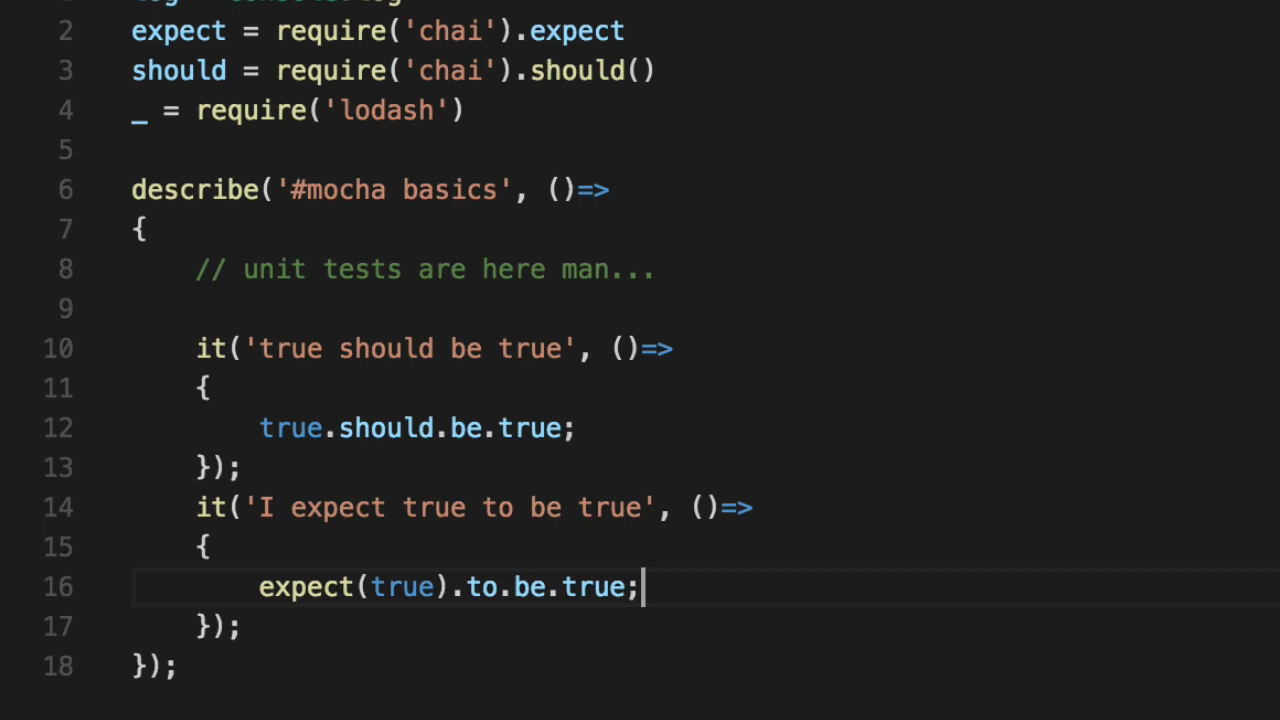 2 expect = require('chai').expect
3 should = require('chai').should()
4 _ = require('lodash')
5
6 describe('#mocha basics', ()=>
7 {
8 // unit tests are here man...
9
10 it('true should be true', ()=>
11 {
12 true.should.be.true;
13 });
14 it('I expect true to be true', ()=>
15 {
16 expect(true).to.be.true;
17 });
18 });